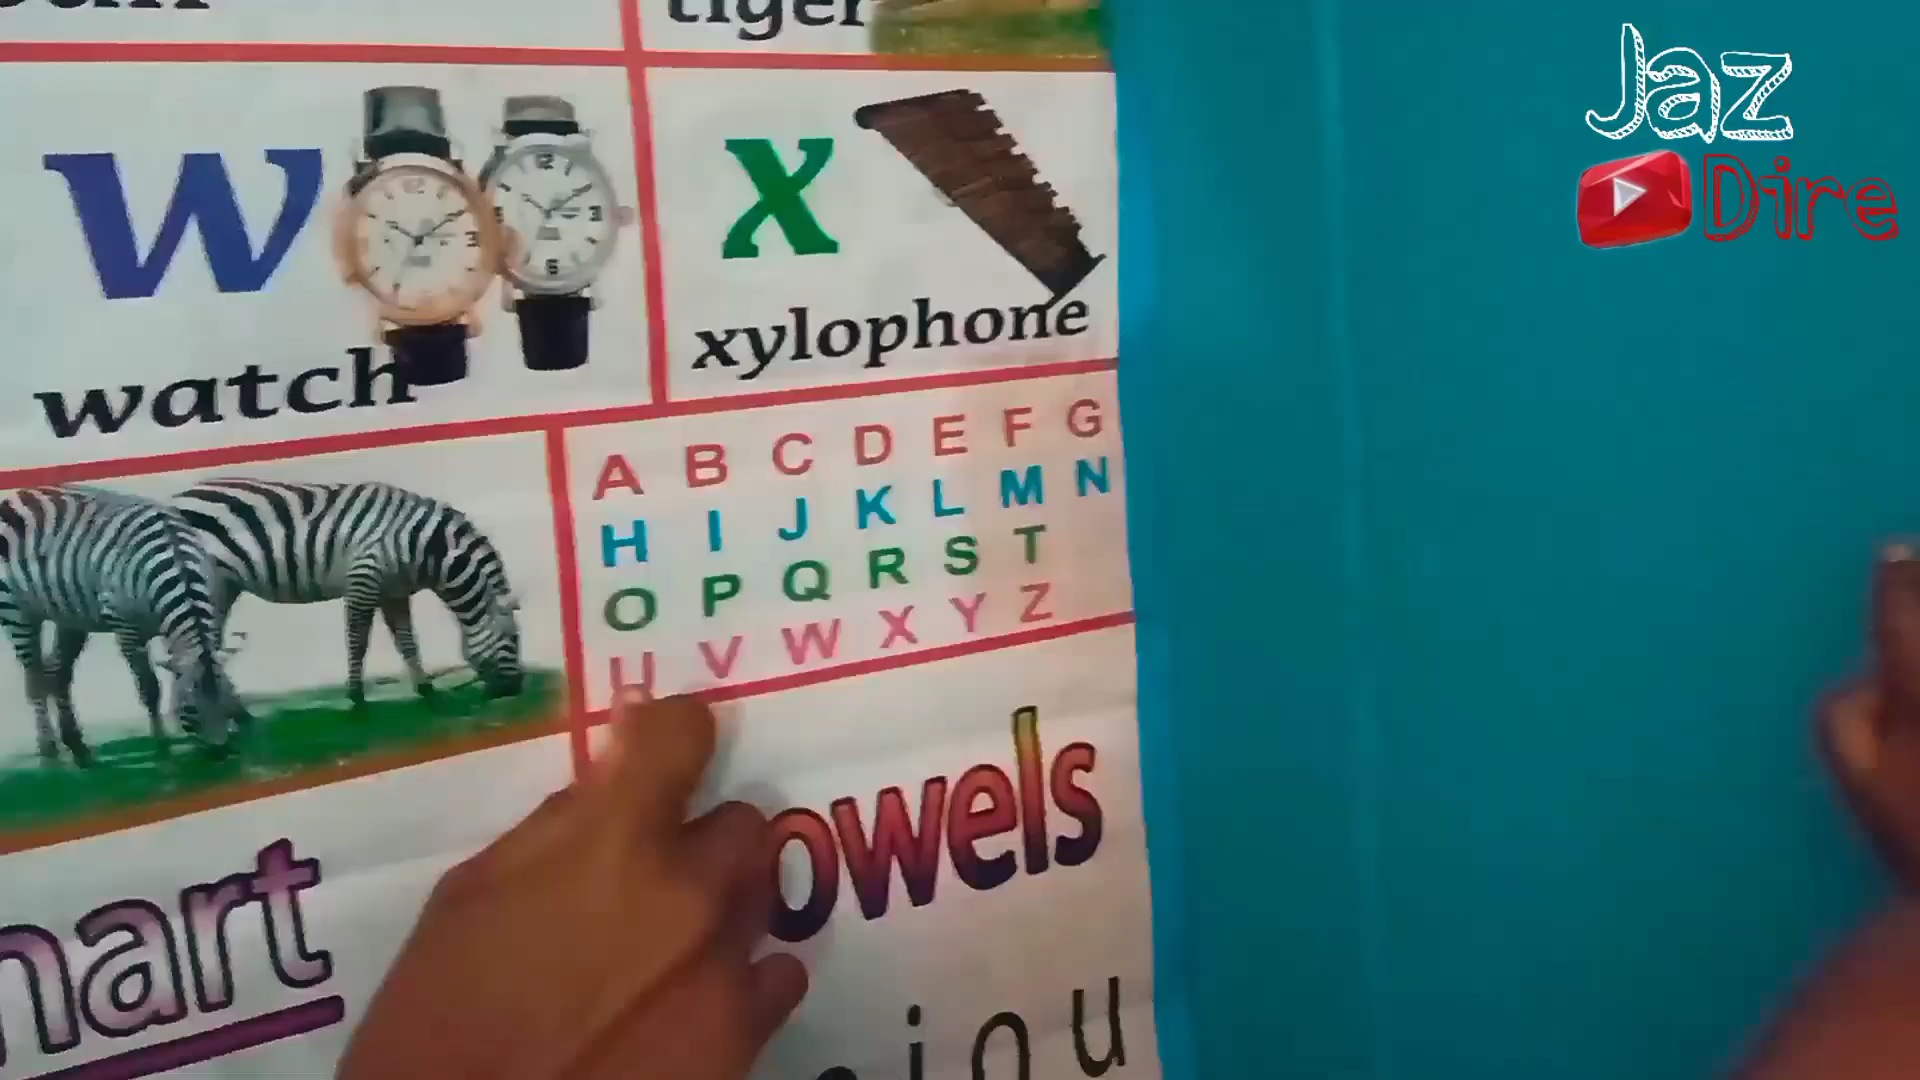 tiger
w
watch
x
xylophone
A B C D E F G
H I J K L M N
O P Q R S T
U V W X Y Z
owels
i o u
Jaz
Dire